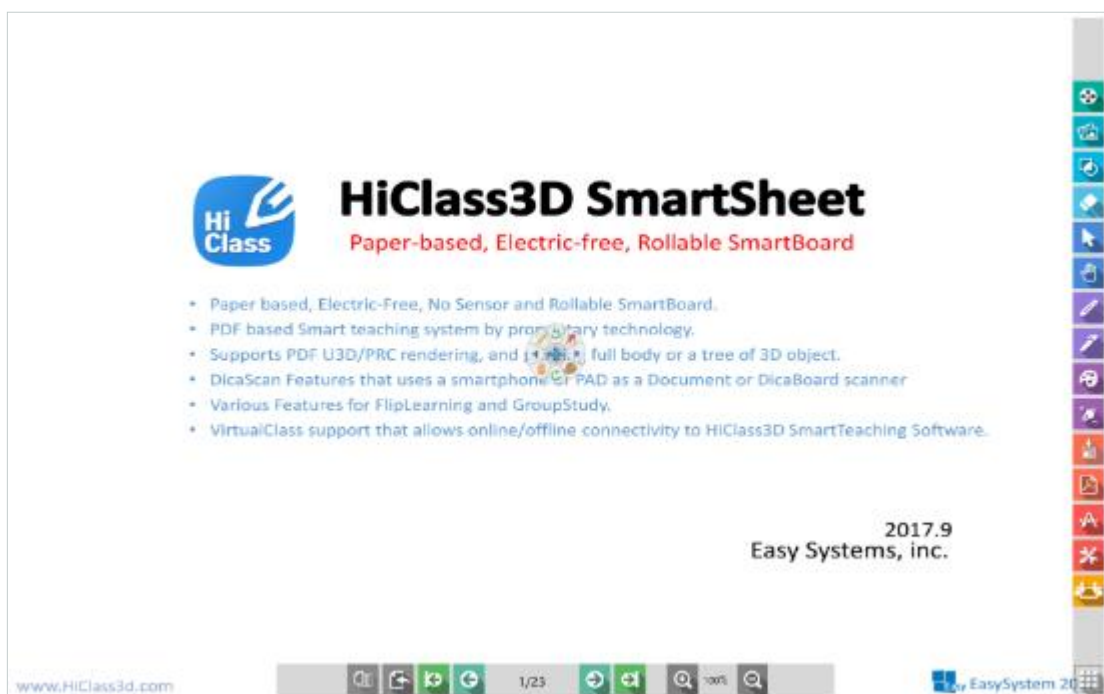 Hi
Class
HiClass3D SmartSheet
Paper-based, Electric-free, Rollable SmartBoard
• Paper based, Electric-Free, No Sensor and Rollable SmartBoard.
• PDF based Smart teaching system by technology.
• Supports PDF U3D/PRC rendering, and full body or a tree of 3D object.
• DicaScan Features that uses a smartphone or PAD as a Document or DicaBoard scanner
• Various Features for FlipLearning and GroupStudy.
• VirtualClass support that allows online/offline connectivity to HiClass3D SmartTeaching Software.
2017.9
Easy Systems, inc.
www.HiClass3d.com
1/23
100%
EasySystem